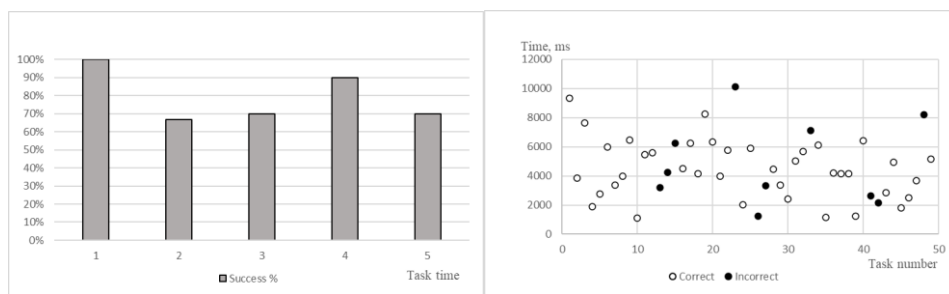 100%
90%
80%
70%
60%
50%
40%
30%
20%
10%
0%
1 2 3 4 5
Success %
Task time
Time, ms
12000
10000
8000
6000
4000
2000
0
0 10 20 30 40 50
Task number
Correct Incorrect